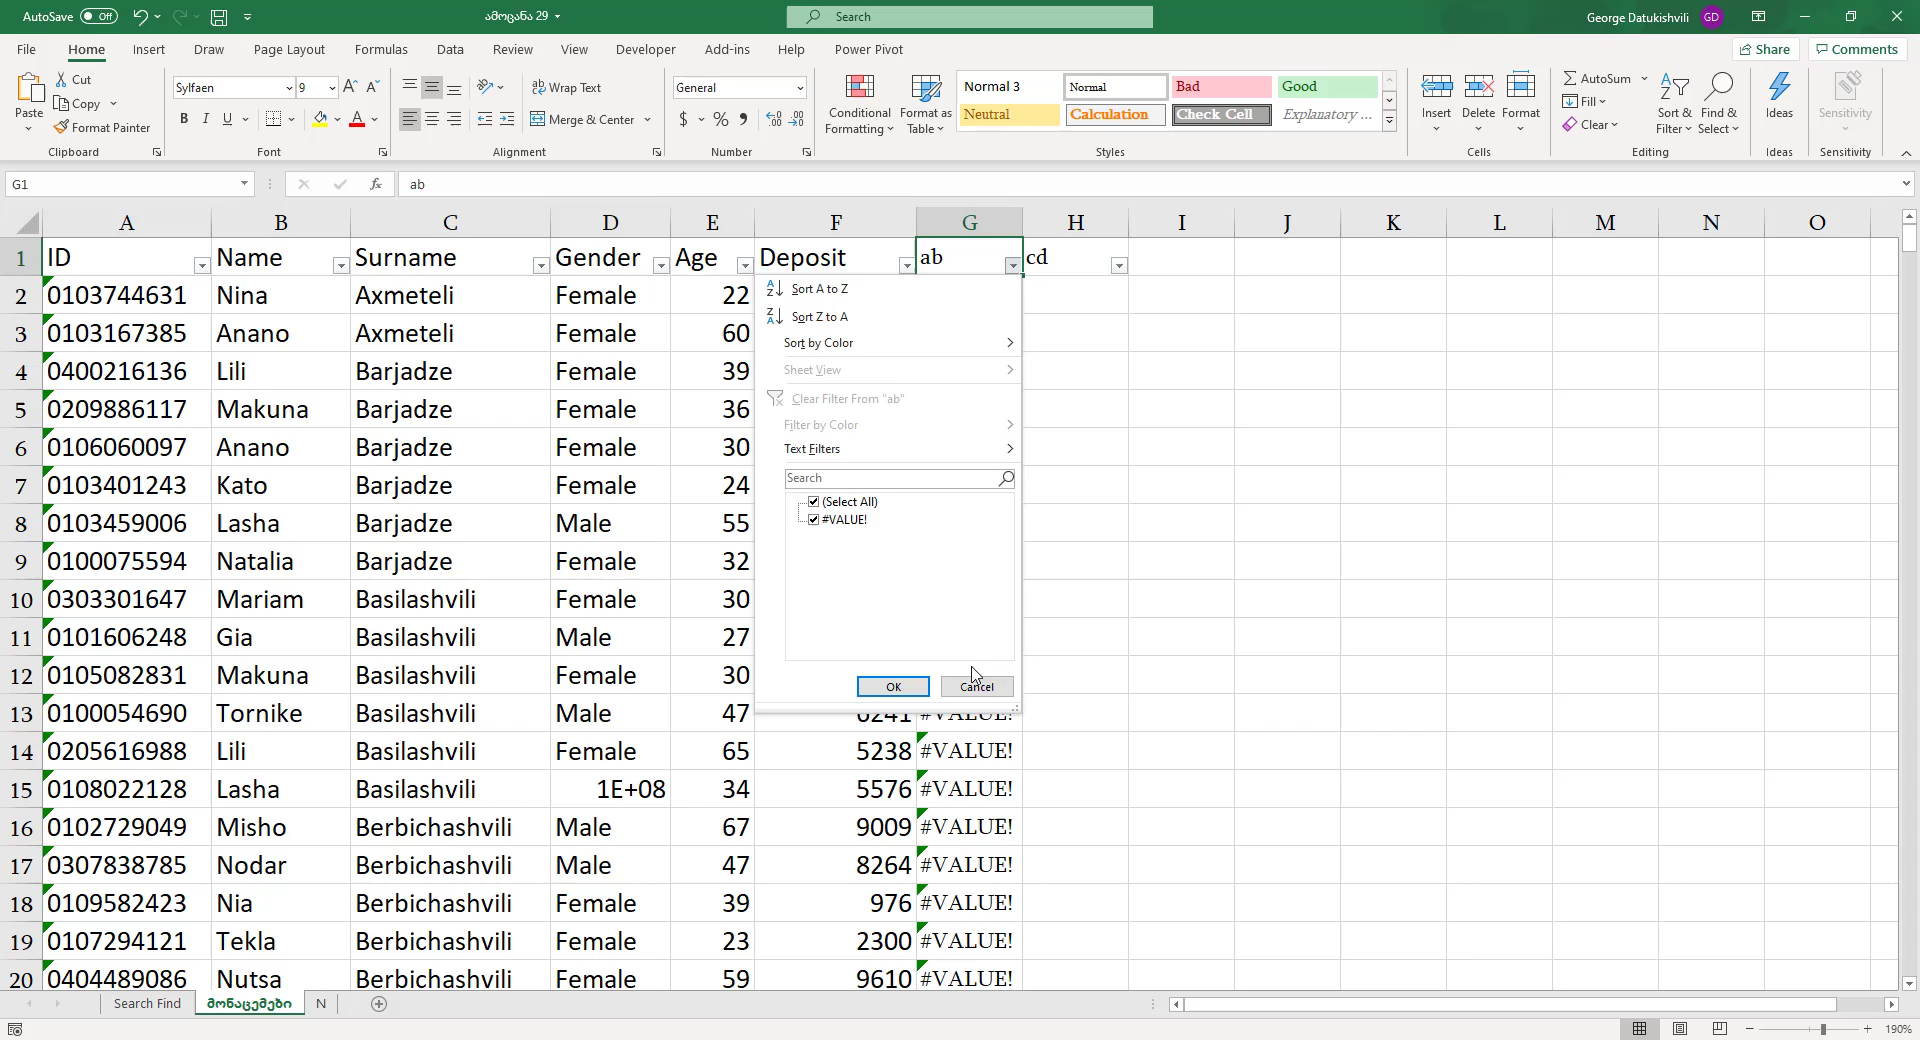 AutoSave Off ამოცანა 29 Search George Datukishvili GD
File Home Insert Draw Page Layout Formulas Data Review View Developer Add-ins Help Power Pivot Share Comments
Paste Cut Copy Format Painter
Clipboard
Sylfaen 9 A A
B I U A
Font
Wrap Text
Merge & Center
Alignment
General
$ % 9
Number
Conditional Formatting Format as Table
Normal 3 Normal Bad Good
Neutral Calculation Check Cell Explanatory ...
Styles
Insert Delete Format
Cells
AutoSum Fill Clear
Sort & Filter Find & Select
Editing
Ideas
Ideas
Sensitivity
Sensitivity
G1 fx ab
A B C D E F G H I J K L M N O
1 ID Name Surname Gender Age Deposit ab cd
2 0103744631 Nina Axmeteli Female 22
3 0103167385 Anano Axmeteli Female 60
4 0400216136 Lili Barjadze Female 39
5 0209886117 Makuna Barjadze Female 36
6 0106060097 Anano Barjadze Female 30
7 0103401243 Kato Barjadze Female 24
8 0103459006 Lasha Barjadze Male 55
9 0100075594 Natalia Barjadze Female 32
10 0303301647 Mariam Basilashvili Female 30
11 0101606248 Gia Basilashvili Male 27
12 0105082831 Makuna Basilashvili Female 30
13 0100054690 Tornike Basilashvili Male 47 6241 #VALUE!
14 0205616988 Lili Basilashvili Female 65 5238 #VALUE!
15 0108022128 Lasha Basilashvili 1E+08 34 5576 #VALUE!
16 0102729049 Misho Berbichashvili Male 67 9009 #VALUE!
17 0307838785 Nodar Berbichashvili Male 47 8264 #VALUE!
18 0109582423 Nia Berbichashvili Female 39 976 #VALUE!
19 0107294121 Tekla Berbichashvili Female 23 2300 #VALUE!
20 0404489086 Nutsa Berbichashvili Female 59 9610 #VALUE!
Sort A to Z
Sort Z to A
Sort by Color
Sheet View
Clear Filter From "ab"
Filter by Color
Text Filters
Search
(Select All)
#VALUE!
OK Cancel
Search Find მონაცემები N
190%